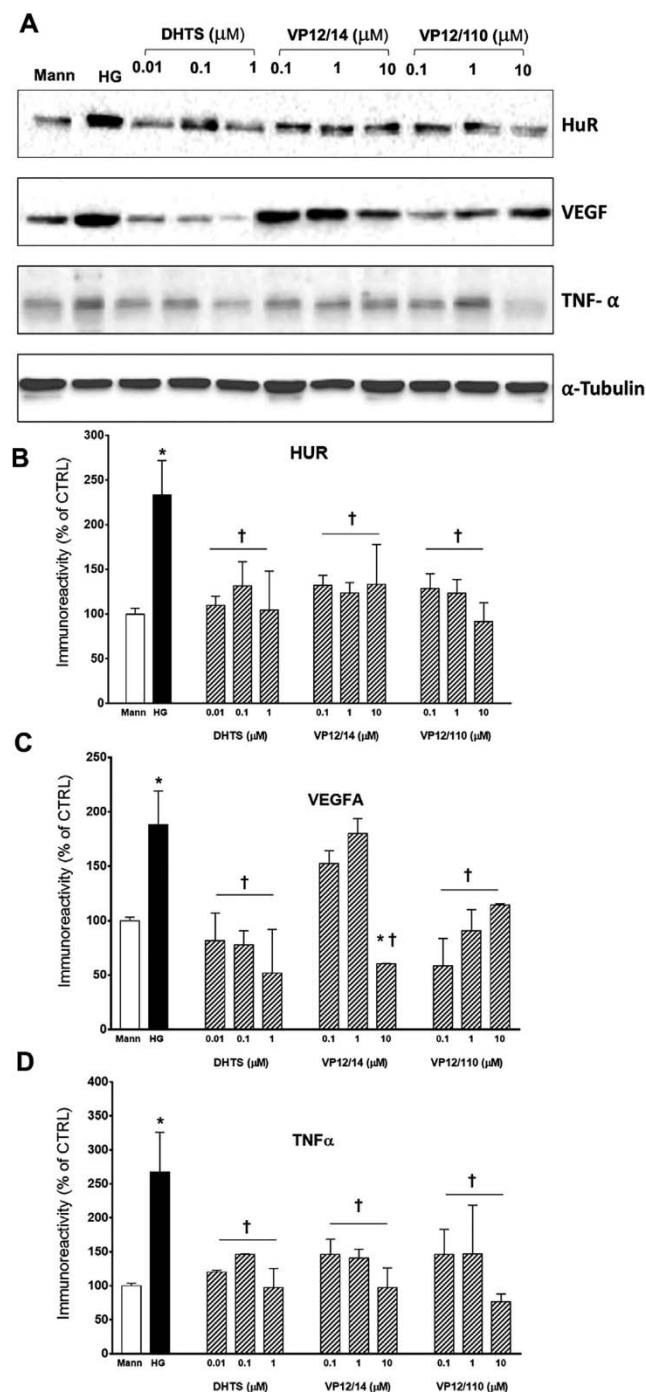 A
DHTS (μM) VP12/14 (μM) VP12/110 (μM)
Mann HG 0.01 0.1 1 0.1 1 10 0.1 1 10
HuR
VEGF
TNF- α
α-Tubulin
B
HUR
Immunoreactivity (% of CTRL)
300
250
200
150
100
50
0
*
† † †
Mann HG 0.01 0.1 1 0.1 1 10 0.1 1 10
DHTS (μM) VP12/14 (μM) VP12/110 (μM)
C
VEGFA
Immunoreactivity (% of CTRL)
250
200
150
100
50
0
*
† * † †
Mann HG 0.01 0.1 1 0.1 1 10 0.1 1 10
DHTS (μM) VP12/14 (μM) VP12/110 (μM)
D
TNFα
Immunoreactivity (% of CTRL)
400
350
300
250
200
150
100
50
0
*
† † †
Mann HG 0.01 0.1 1 0.1 1 10 0.1 1 10
DHTS (μM) VP12/14 (μM) VP12/110 (μM)